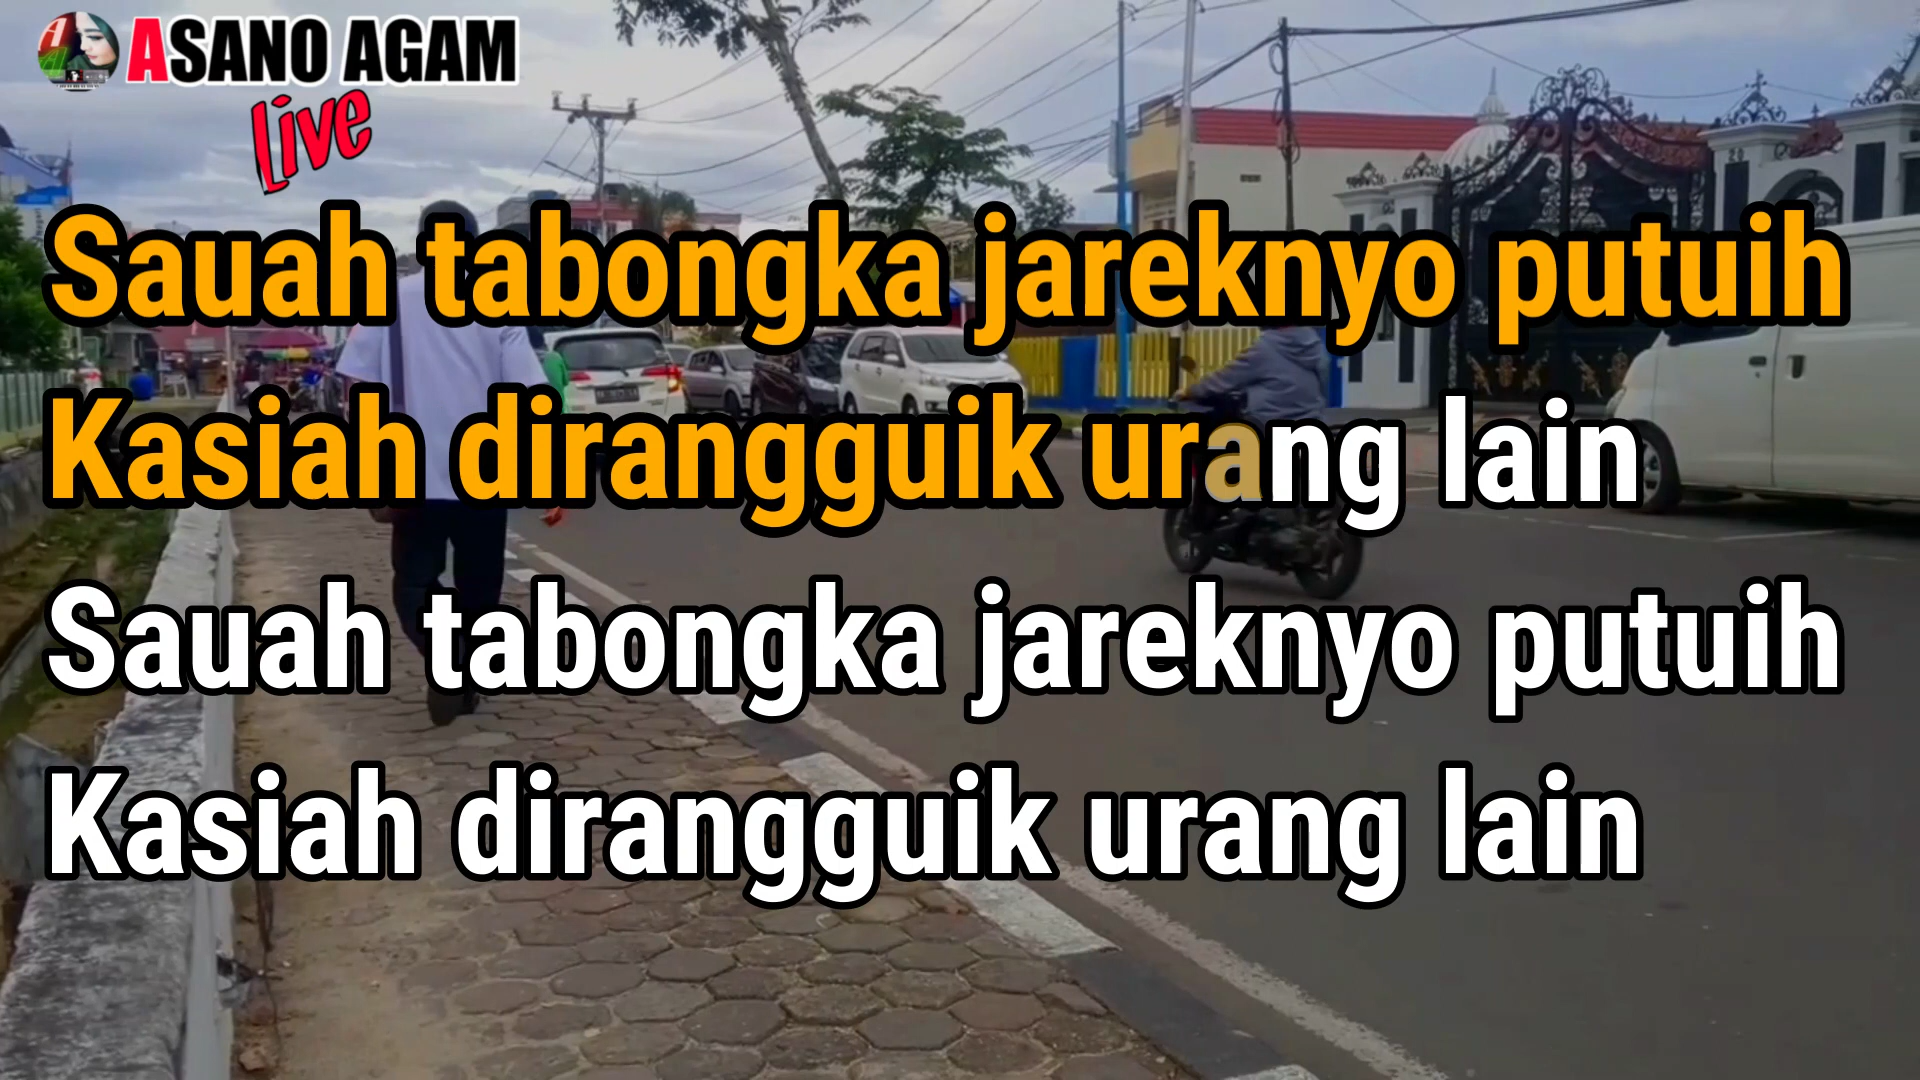 ASANO AGAM
Live
Sauah tabongka jareknyo putuih
Kasiah dirangguik urang lain
Sauah tabongka jareknyo putuih
Kasiah dirangguik urang lain